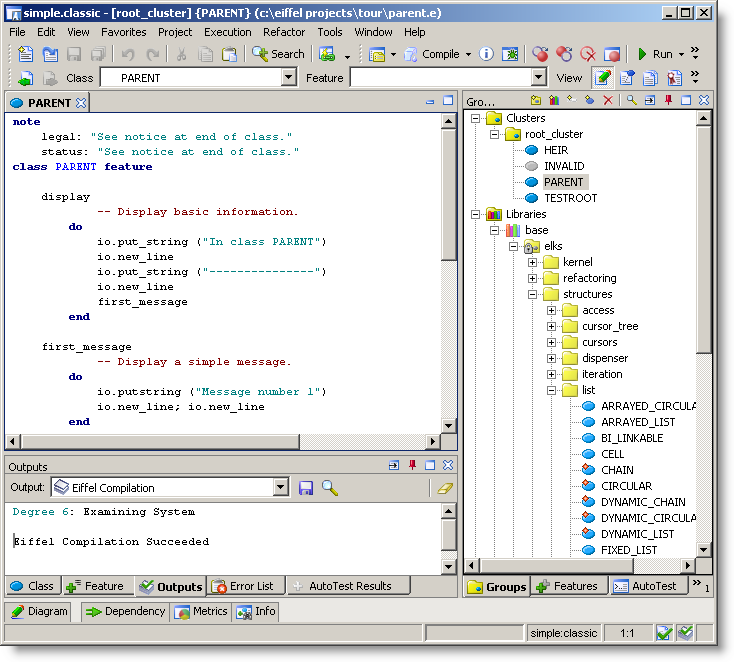 simple.classic - [root_cluster] {PARENT} (c:\eiffel projects\tour\parent.e)
File Edit View Favorites Project Execution Refactor Tools Window Help
Search Compile Run
Class PARENT Feature View
PARENT
note
legal: "See notice at end of class."
status: "See notice at end of class."
class PARENT feature
display
-- Display basic information.
do
io.put_string ("In class PARENT")
io.new_line
io.put_string ("---------------")
io.new_line
first_message
end
first_message
-- Display a simple message.
do
io.putstring ("Message number 1")
io.new_line; io.new_line
end
Outputs
Output: Eiffel Compilation
Degree 6: Examining System
Eiffel Compilation Succeeded
Class Feature Outputs Error List AutoTest Results
Gro...
Clusters
root_cluster
HEIR
INVALID
PARENT
TESTROOT
Libraries
base
elks
kernel
refactoring
structures
access
cursor_tree
cursors
dispenser
iteration
list
ARRAYED_CIRCULA
ARRAYED_LIST
BI_LINKABLE
CELL
CHAIN
CIRCULAR
DYNAMIC_CHAIN
DYNAMIC_CIRCULA
DYNAMIC_LIST
FIXED_LIST
Groups Features AutoTest 1
Diagram Dependency Metrics Info
simple:classic 1:1